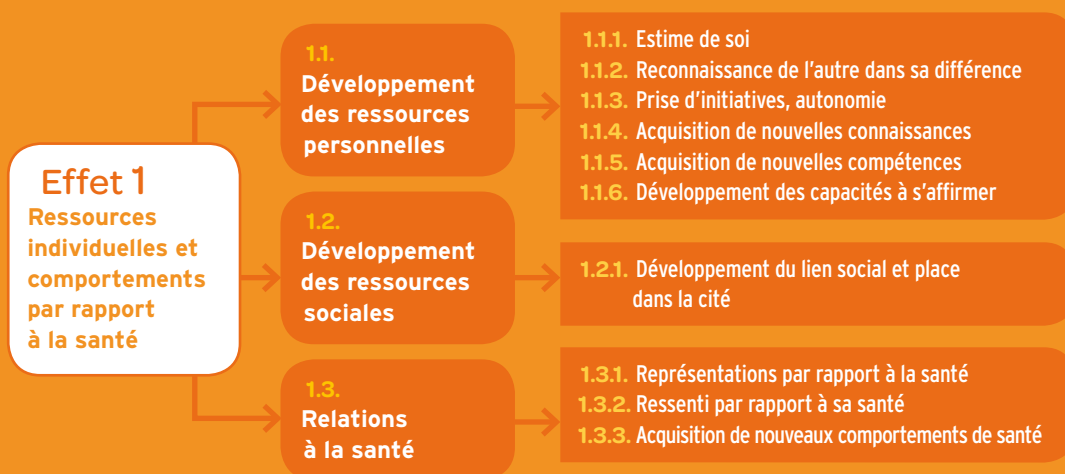 Effet 1
Ressources
individuelles et
comportements
par rapport
à la santé
1.1.
Développement
des ressources
personnelles
1.1.1. Estime de soi
1.1.2. Reconnaissance de l'autre dans sa différence
1.1.3. Prise d'initiatives, autonomie
1.1.4. Acquisition de nouvelles connaissances
1.1.5. Acquisition de nouvelles compétences
1.1.6. Développement des capacités à s'affirmer
1.2.
Développement
des ressources
sociales
1.2.1. Développement du lien social et place
dans la cité
1.3.
Relations
à la santé
1.3.1. Représentations par rapport à la santé
1.3.2. Ressenti par rapport à sa santé
1.3.3. Acquisition de nouveaux comportements de santé